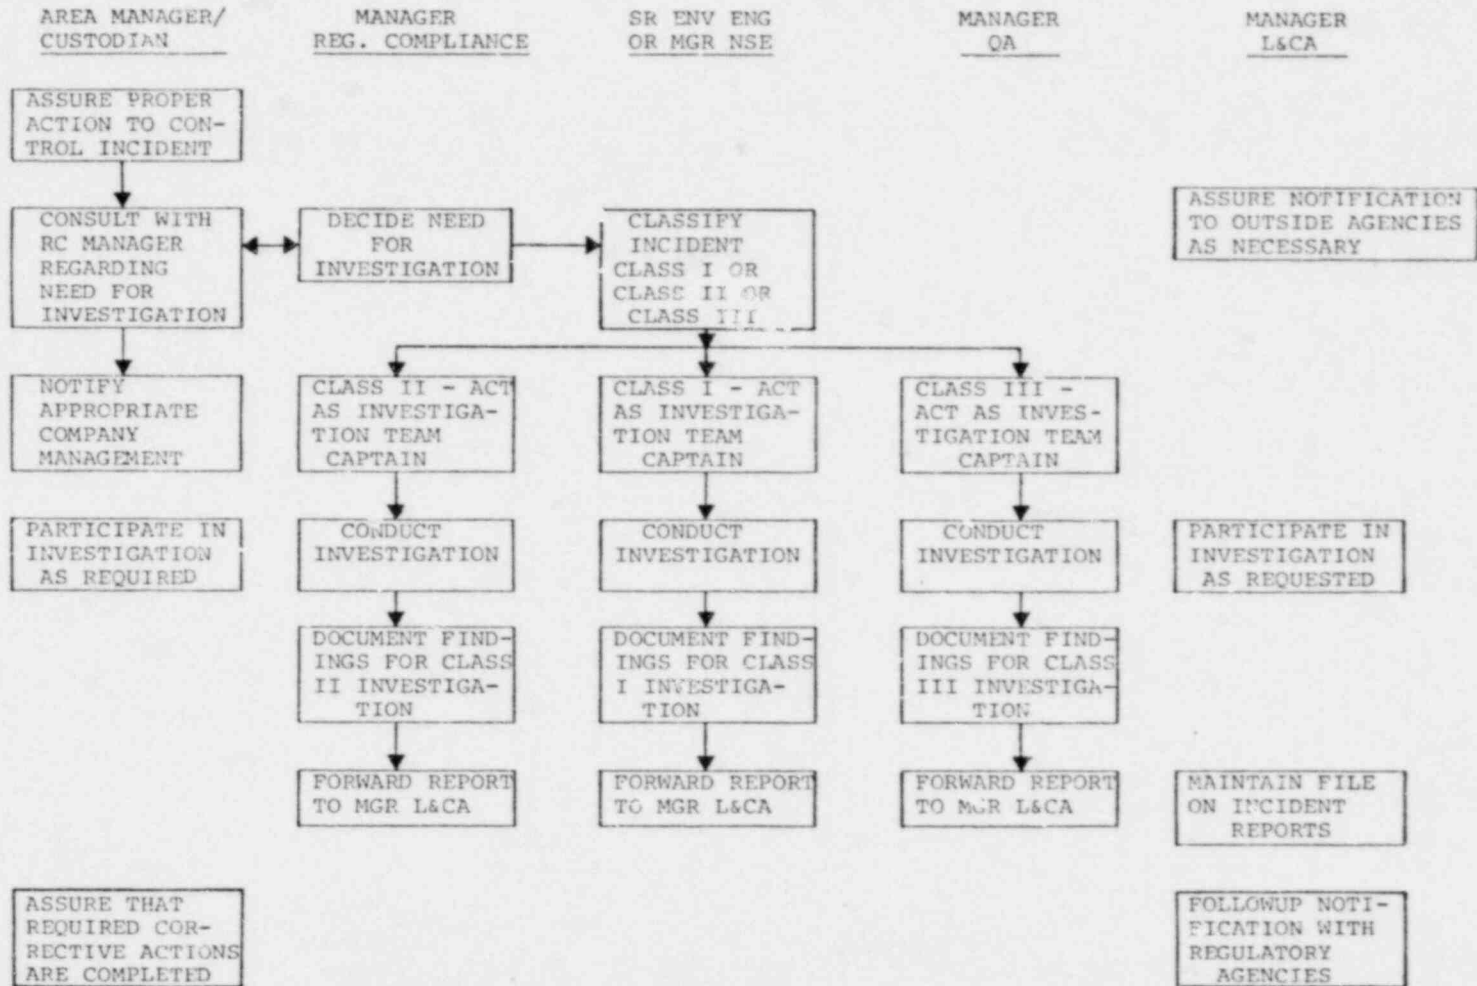 AREA MANAGER/
CUSTODIAN
MANAGER
REG. COMPLIANCE
SR ENV ENG
OR MGR NSE
MANAGER
QA
MANAGER
L&CA
ASSURE PROPER
ACTION TO CON-
TROL INCIDENT
CONSULT WITH
RC MANAGER
REGARDING
NEED FOR
INVESTIGATION
DECIDE NEED
FOR
INVESTIGATION
CLASSIFY
INCIDENT
CLASS I OR
CLASS II OR
CLASS III
ASSURE NOTIFICATION
TO OUTSIDE AGENCIES
AS NECESSARY
NOTIFY
APPROPRIATE
COMPANY
MANAGEMENT
CLASS II - ACT
AS INVESTIGA-
TION TEAM
CAPTAIN
CLASS I - ACT
AS INVESTIGA-
TION TEAM
CAPTAIN
CLASS III -
ACT AS INVES-
TIGATION TEAM
CAPTAIN
PARTICIPATE IN
INVESTIGATION
AS REQUIRED
CONDUCT
INVESTIGATION
CONDUCT
INVESTIGATION
CONDUCT
INVESTIGATION
PARTICIPATE IN
INVESTIGATION
AS REQUESTED
DOCUMENT FIND-
INGS FOR CLASS
II INVESTIGA-
TION
DOCUMENT FIND-
INGS FOR CLASS
I INVESTIGA-
TION
DOCUMENT FIND-
INGS FOR CLASS
III INVESTIGA-
TION
FORWARD REPORT
TO MGR L&CA
FORWARD REPORT
TO MGR L&CA
FORWARD REPORT
TO MGR L&CA
MAINTAIN FILE
ON INCIDENT
REPORTS
ASSURE THAT
REQUIRED COR-
RECTIVE ACTIONS
ARE COMPLETED
FOLLOWUP NOTI-
FICATION WITH
REGULATORY
AGENCIES